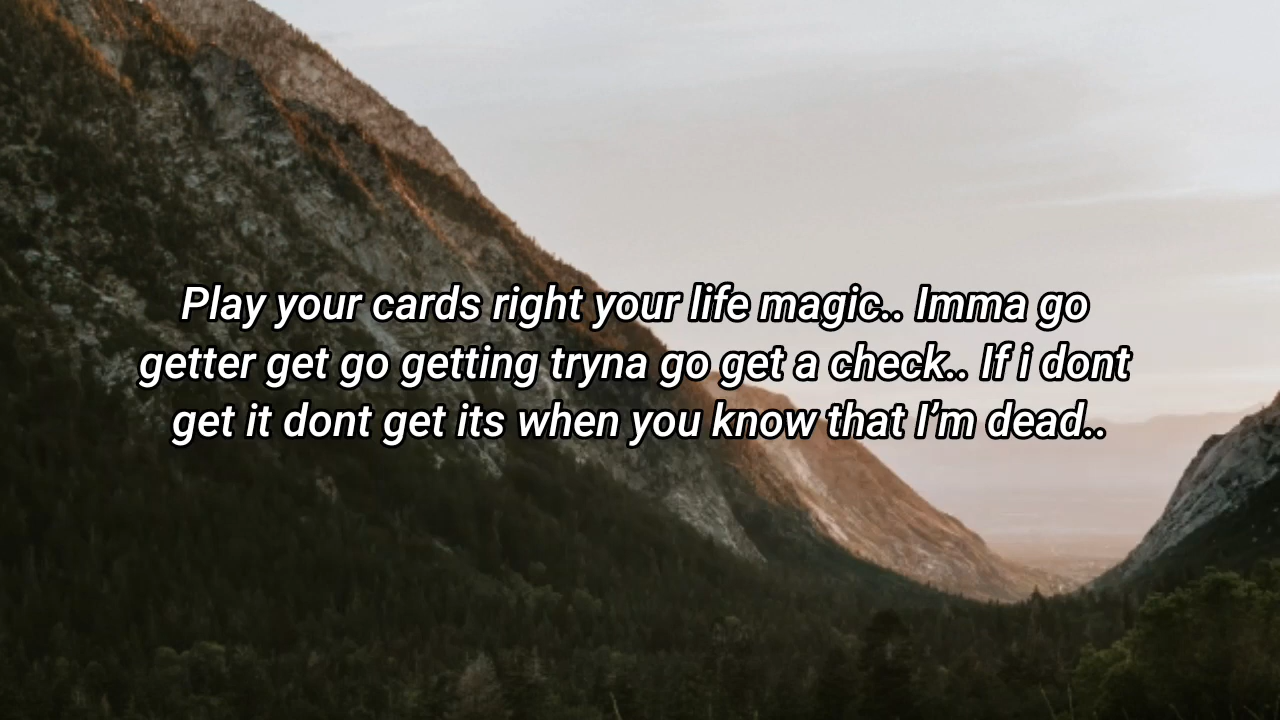 Play your cards right your life magic.. Imma go
getter get go getting tryna go get a check.. If i dont
get it dont get its when you know that I’m dead..